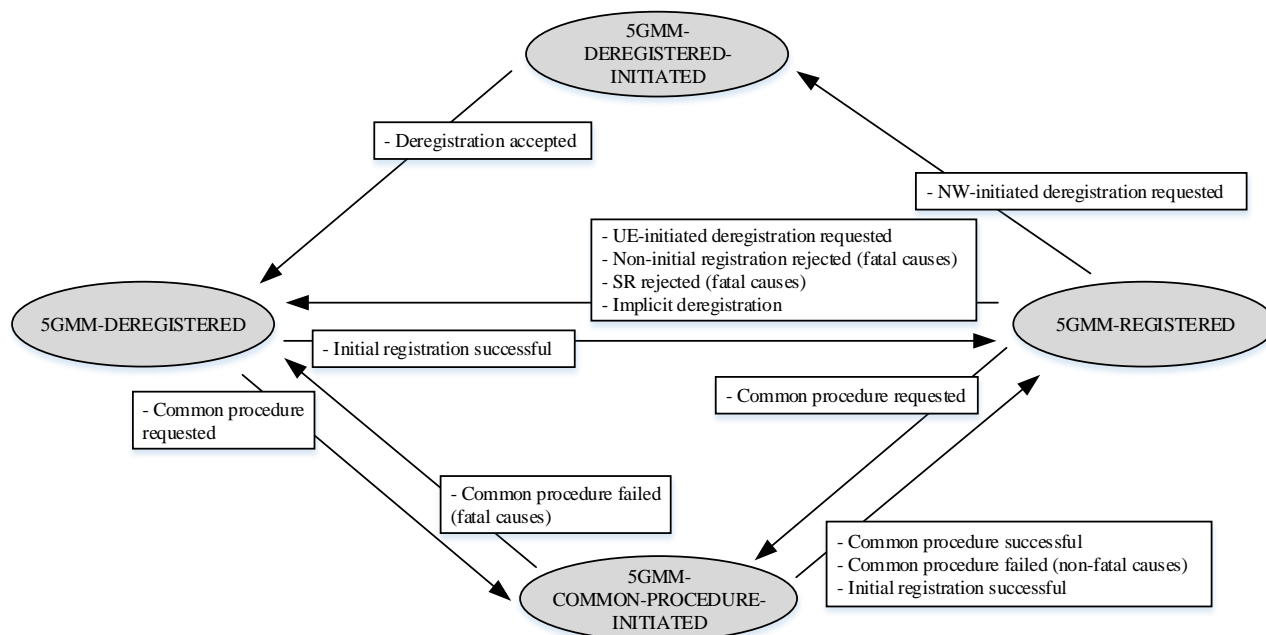 5GMM-
DEREGISTERED-
INITIATED
- Deregistration accepted
- NW-initiated deregistration requested
- UE-initiated deregistration requested
- Non-initial registration rejected (fatal causes)
- SR rejected (fatal causes)
- Implicit deregistration
5GMM-DEREGISTERED
5GMM-REGISTERED
- Initial registration successful
- Common procedure
requested
- Common procedure requested
- Common procedure failed
(fatal causes)
- Common procedure successful
- Common procedure failed (non-fatal causes)
- Initial registration successful
5GMM-
COMMON-PROCEDURE-
INITIATED